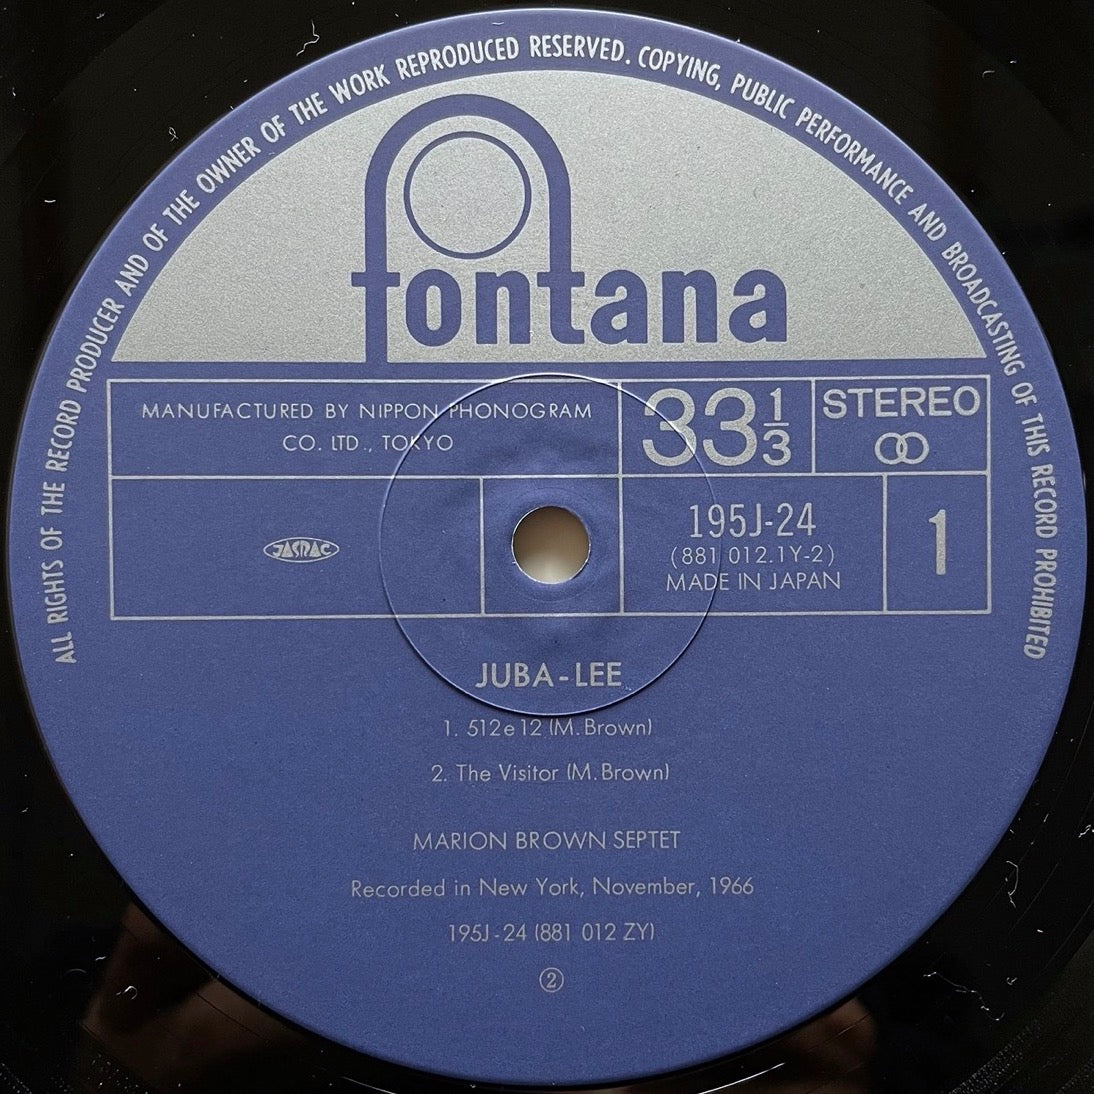 ALL RIGHTS OF THE RECORD PRODUCER AND OF THE OWNER OF THE WORK REPRODUCED RESERVED. COPYING, PUBLIC PERFORMANCE AND BROADCASTING OF THIS RECORD PROHIBITED
fontana
MANUFACTURED BY NIPPON PHONOGRAM
CO. LTD., TOKYO
33 1/3
STEREO
JASRAC
195J-24
(881 012.1Y-2)
MADE IN JAPAN
1
JUBA-LEE
1. 512e12 (M. Brown)
2. The Visitor (M. Brown)
MARION BROWN SEPTET
Recorded in New York, November, 1966
195J-24 (881 012 ZY)
②